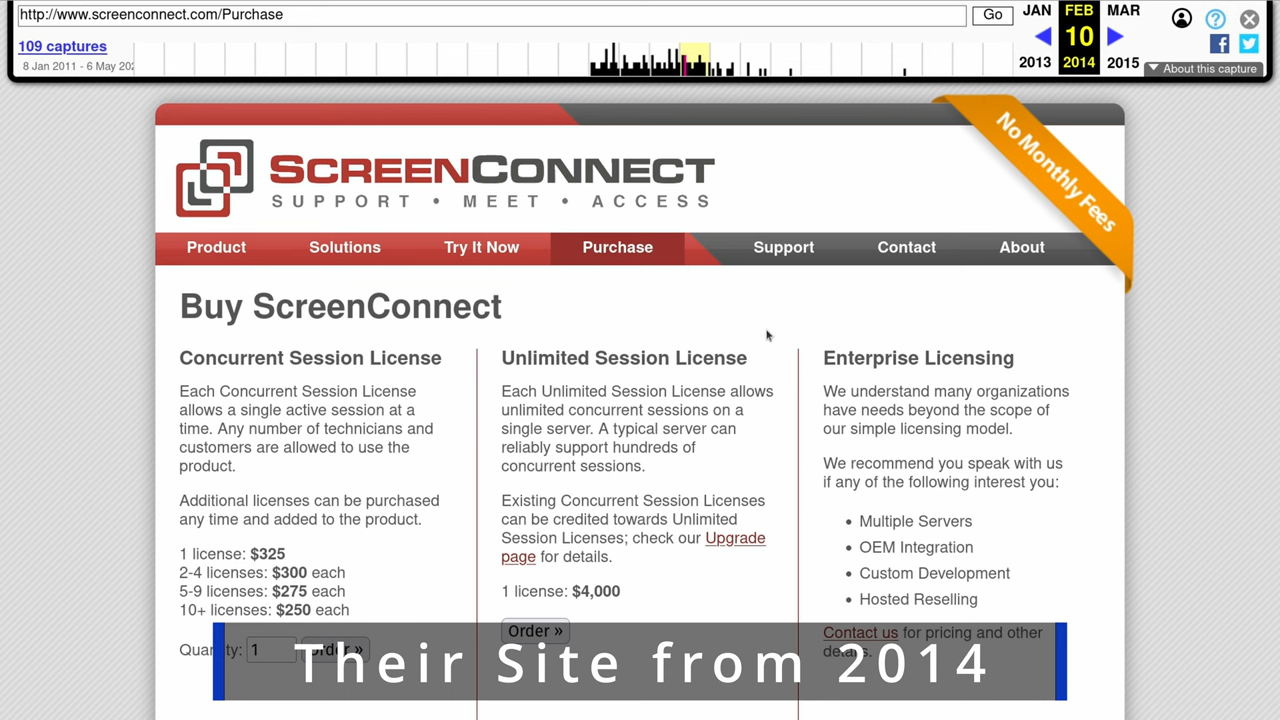 http://www.screenconnect.com/Purchase
Go
JAN
FEB
MAR
109 captures
10
8 Jan 2011 - 6 May 202
2013
2014
2015
About this capture
No Monthly Fees
SCREENCONNECT
SUPPORT • MEET • ACCESS
Product
Solutions
Try It Now
Purchase
Support
Contact
About
Buy ScreenConnect
Concurrent Session License
Each Concurrent Session License
allows a single active session at a
time. Any number of technicians and
customers are allowed to use the
product.
Additional licenses can be purchased
any time and added to the product.
1 license: $325
2-4 licenses: $300 each
5-9 licenses: $275 each
10+ licenses: $250 each
Quantity: 1 Order »
Unlimited Session License
Each Unlimited Session License allows
unlimited concurrent sessions on a
single server. A typical server can
reliably support hundreds of
concurrent sessions.
Existing Concurrent Session Licenses
can be credited towards Unlimited
Session Licenses; check our Upgrade
page for details.
1 license: $4,000
Order »
Enterprise Licensing
We understand many organizations
have needs beyond the scope of
our simple licensing model.
We recommend you speak with us
if any of the following interest you:
• Multiple Servers
• OEM Integration
• Custom Development
• Hosted Reselling
Contact us for pricing and other
details.
Their Site from 2014